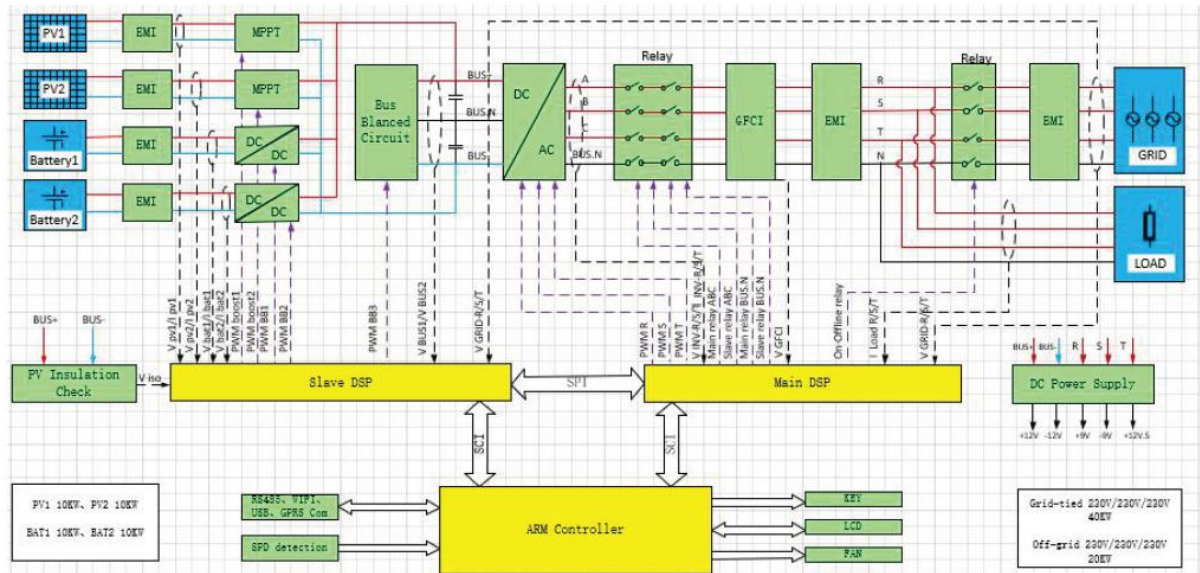 PV1
EMI
MPPT
PV2
EMI
MPPT
Battery1
EMI
DC
DC
Battery2
EMI
DC
DC
Bus
Blanced
Circuit
BUS+
BUS.N
BUS-
DC
AC
A
B
C
BUS.N
Relay
GFCI
EMI
R
S
T
N
Relay
EMI
GRID
LOAD
V pv1/I pv1
V pv2/I pv2
V bat1/I bat1
V bat2/I bat2
PWM boost1
PWM boost2
PWM BB1
PWM BB2
PWM BB3
V BUS1/V BUS2
V GRID-R/S/T
PWM R
PWM S
PWM T
V INV-R/S/T
I INV-R/S/T
Main relay ABC
Slave relay ABC
Main relay BUS.N
Slave relay BUS.N
V GFCI
On-Offline relay
I Load R/S/T
V GRID-R/S/T
BUS+
BUS-
PV Insulation
Check
V iso
Slave DSP
SPI
Main DSP
BUS+
BUS-
R
S
T
DC Power Supply
+12V
-12V
+9V
-9V
+12V.S
SCI
SCI
PV1 10KW、PV2 10KW
BAT1 10KW、BAT2 10KW
RS485、WIFI、
USB、GPRS Com
SPD detection
ARM Controller
KEY
LCD
FAN
Grid-tied 230V/230V/230V
40KW
Off-grid 230V/230V/230V
20KW